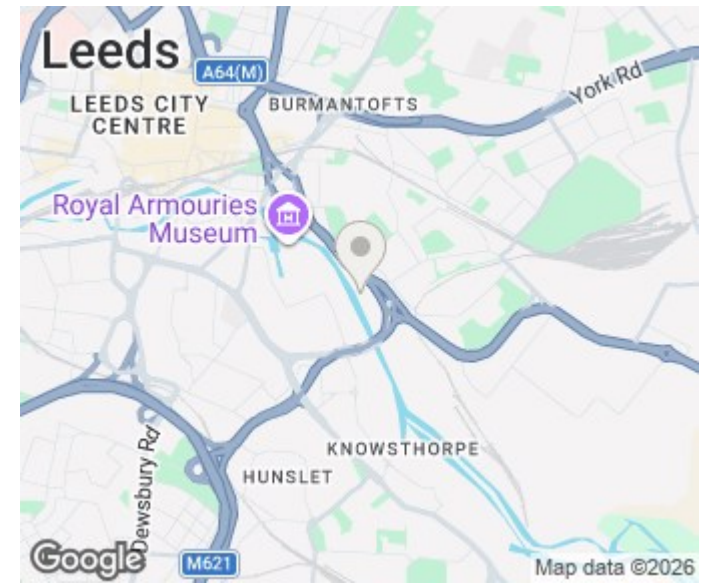 Leeds
A64(M)
LEEDS CITY
CENTRE
BURMANTOFTS
York Rd
Royal Armouries
Museum
KNOWSTHORPE
HUNSLET
Dewsbury Rd
M621
Google
Map data ©2026